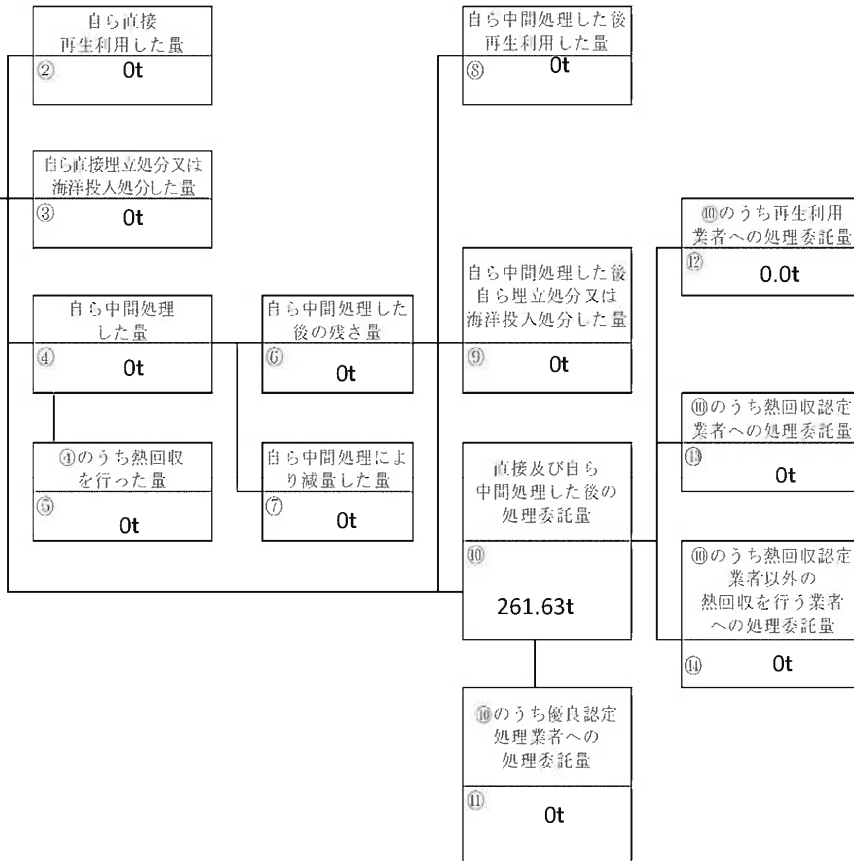 自ら直接
再生利用した量
② 0t
自ら中間処理した後
再生利用した量
⑧ 0t
自ら直接埋立処分又は
海洋投入処分した量
③ 0t
⑩のうち再生利用
業者への処理委託量
⑫ 0.0t
自ら中間処理
した量
④ 0t
自ら中間処理した
後の残さ量
⑥ 0t
自ら中間処理した後
自ら埋立処分又は
海洋投入処分した量
⑨ 0t
⑩のうち熱回収認定
業者への処理委託量
⑬ 0t
④のうち熱回収
を行った量
⑤ 0t
自ら中間処理によ
り減量した量
⑦ 0t
直接及び自ら
中間処理した後の
処理委託量
⑩
261.63t
⑩のうち熱回収認定
業者以外の
熱回収を行う業者
への処理委託量
⑭ 0t
⑩のうち優良認定
処理業者への
処理委託量
⑪ 0t